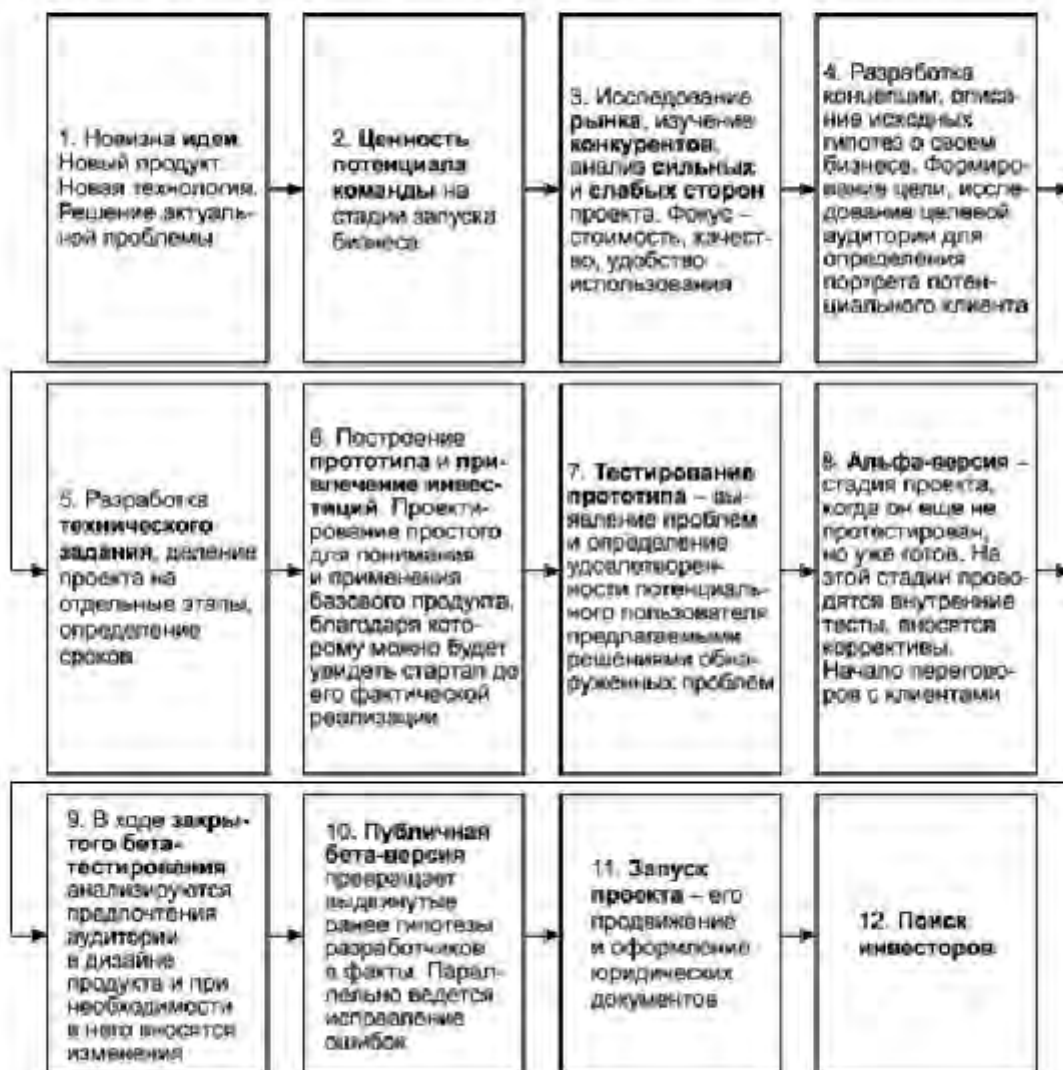 1. Новизна идеи.
Новый продукт.
Новая технология.
Решение актуаль-
ной проблемы
2. Ценность
потенциала
команды на
стадии запуска
бизнеса
3. Исследование
рынка, изучение
конкурентов,
анализ сильных
и слабых сторон
проекта. Фокус –
стоимость, качест-
во, удобство
использования
4. Разработка
концепции, описа-
ние исходных
гипотез о своем
бизнесе. Формиро-
вание цели, иссле-
дование целевой
аудитории для
определения
портрета потен-
циального клиента
5. Разработка
технического
задания, деление
проекта на
отдельные этапы,
определение
сроков
6. Построение
прототипа и при-
влечение инвес-
тиций. Проекти-
рование простого
для понимания
и применения
базового продукта,
благодаря кото-
рому можно будет
увидеть стартап до
его фактической
реализации
7. Тестирование
прототипа – вы-
явление проблем
и определение
удовлетворен-
ности потенциаль-
ного пользователя
предлагаемыми
решениями обна-
руженных проблем
8. Альфа-версия –
стадия проекта,
когда он еще не
протестирован,
но уже готов. На
этой стадии прово-
дятся внутренние
тесты, вносятся
коррективы.
Начало перегово-
ров с клиентами
9. В ходе закры-
того бета-
тестирования
анализируются
предпочтения
аудитории
в дизайне
продукта и при
необходимости
в него вносятся
изменения
10. Публичная
бета-версия
превращает
выдвинутые
ранее гипотезы
разработчиков
в факты. Парал-
лельно ведется
исправление
ошибок
11. Запуск
проекта – его
продвижение
и оформление
юридических
документов
12. Поиск
инвесторов